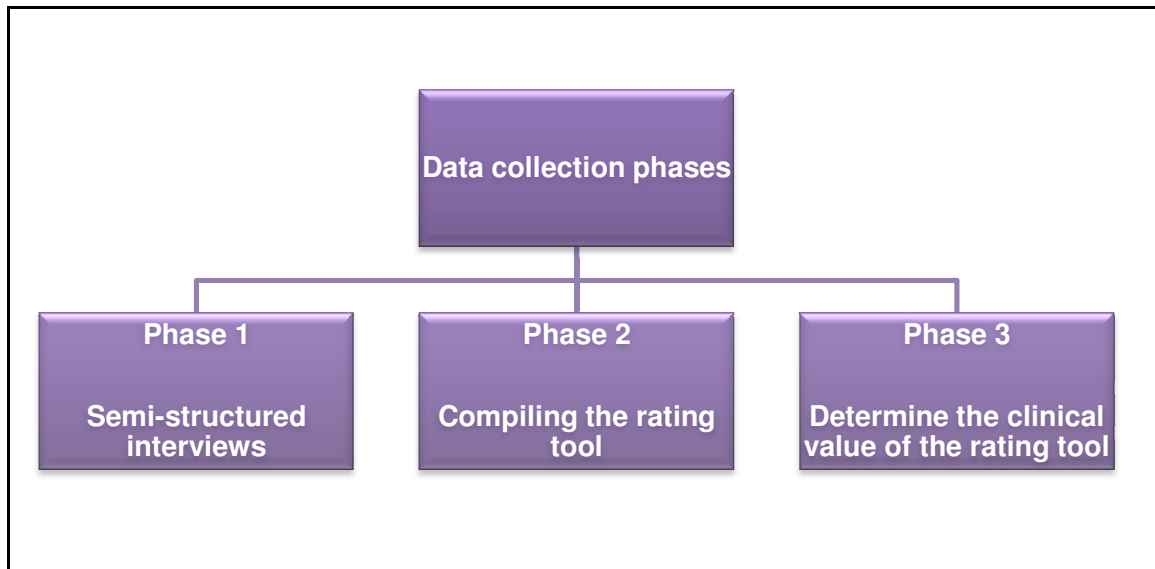 Data collection phases
Phase 1
Semi-structured
interviews
Phase 2
Compiling the rating
tool
Phase 3
Determine the clinical
value of the rating tool